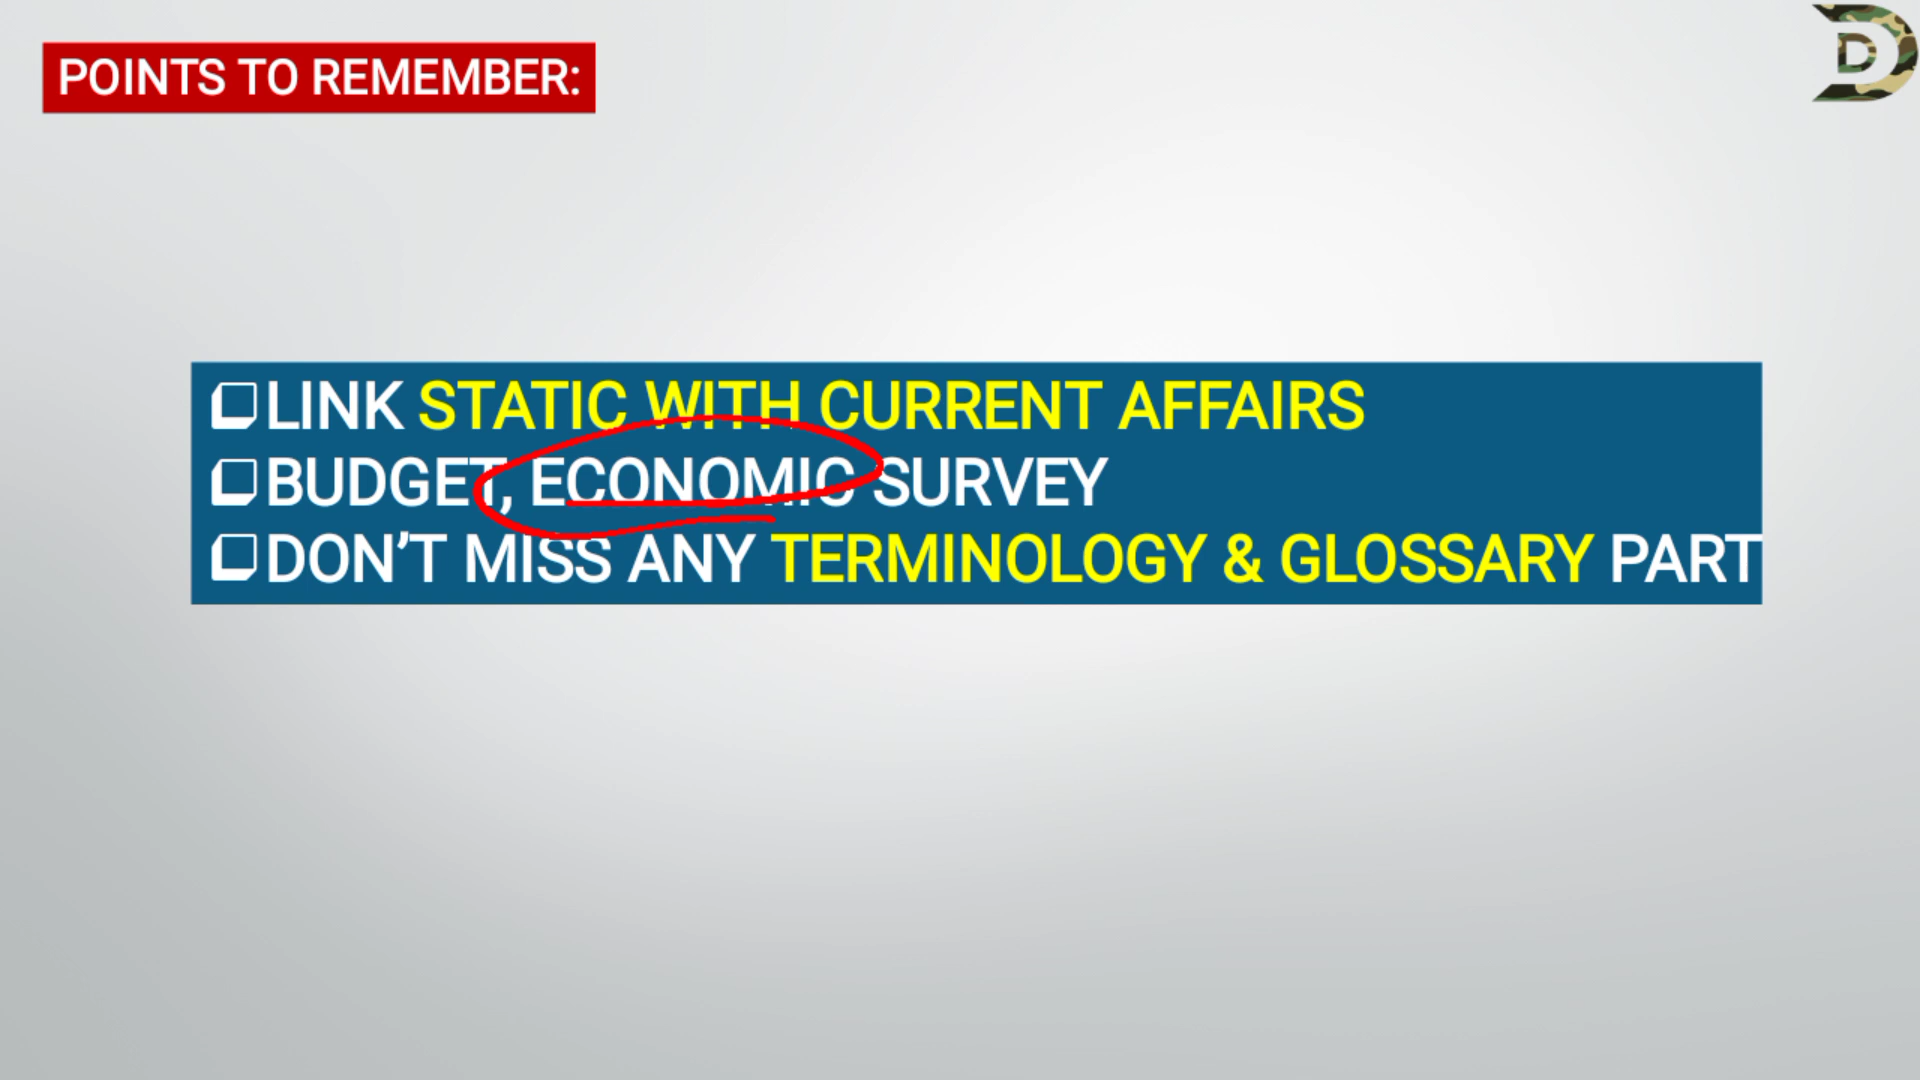 POINTS TO REMEMBER:
D
LINK STATIC WITH CURRENT AFFAIRS
BUDGET, ECONOMIC SURVEY
DON'T MISS ANY TERMINOLOGY & GLOSSARY PART